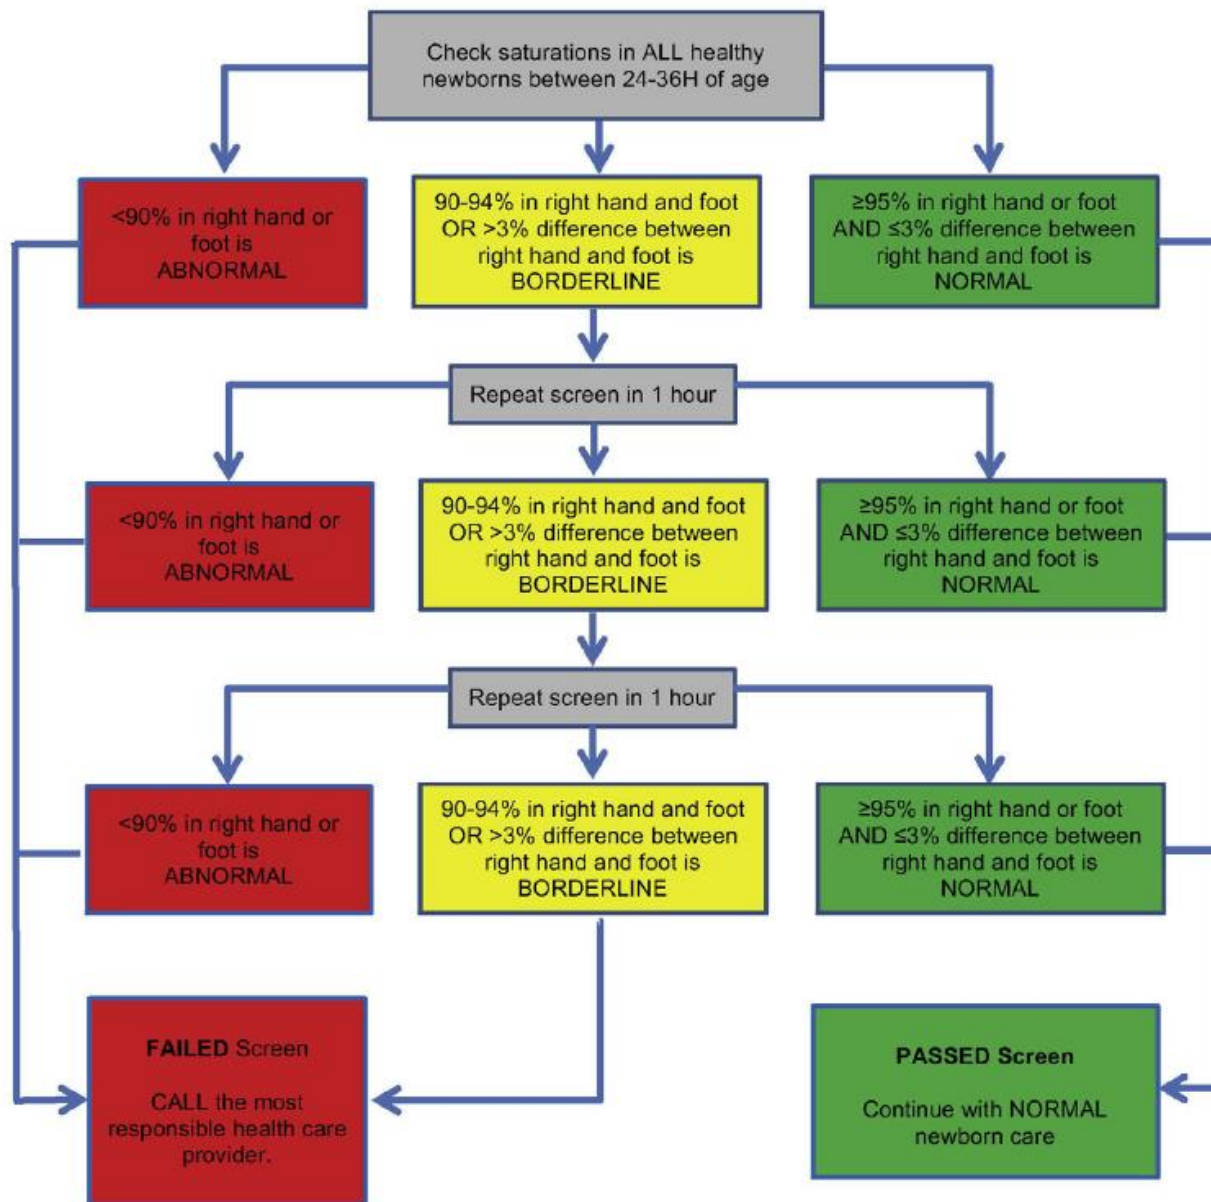 Check saturations in ALL healthy
newborns between 24-36H of age
<90% in right hand or
foot is
ABNORMAL
90-94% in right hand and foot
OR >3% difference between
right hand and foot is
BORDERLINE
≥95% in right hand or foot
AND ≤3% difference between
right hand and foot is
NORMAL
Repeat screen in 1 hour
<90% in right hand or
foot is
ABNORMAL
90-94% in right hand and foot
OR >3% difference between
right hand and foot is
BORDERLINE
≥95% in right hand or foot
AND ≤3% difference between
right hand and foot is
NORMAL
Repeat screen in 1 hour
<90% in right hand or
foot is
ABNORMAL
90-94% in right hand and foot
OR >3% difference between
right hand and foot is
BORDERLINE
≥95% in right hand or foot
AND ≤3% difference between
right hand and foot is
NORMAL
FAILED Screen
CALL the most
responsible health care
provider.
PASSED Screen
Continue with NORMAL
newborn care